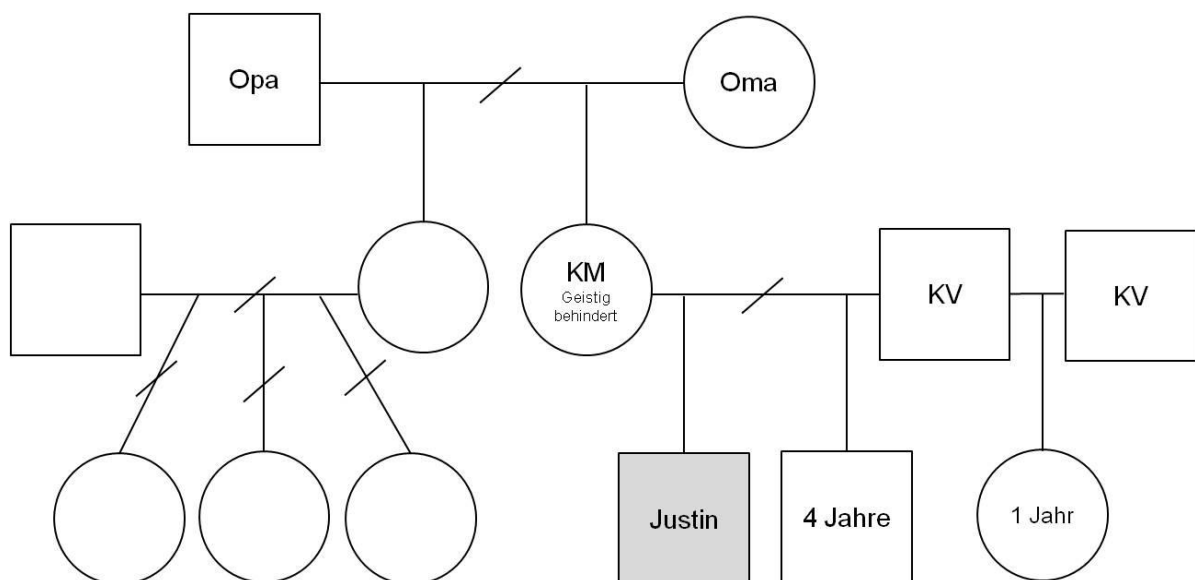 Opa
Oma
KM
Geistig
behindert
KV
KV
Justin
4 Jahre
1 Jahr